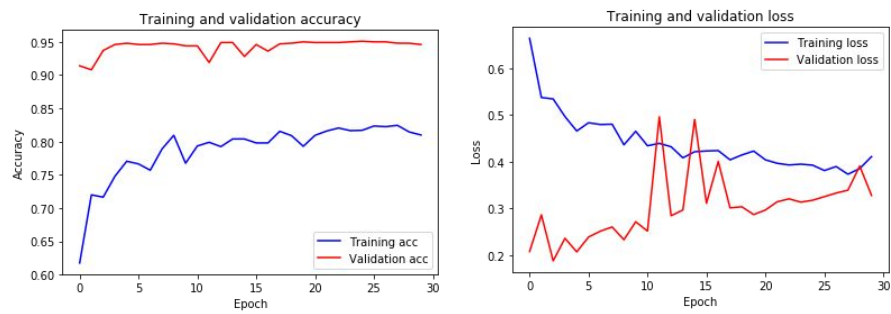 Training and validation accuracy
0.95
0.90
0.85
0.80
0.75
0.70
0.65
0.60
Accuracy
Training acc
Validation acc
0 5 10 15 20 25 30
Epoch
Training and validation loss
0.6
0.5
0.4
0.3
0.2
Loss
Training loss
Validation loss
0 5 10 15 20 25 30
Epoch